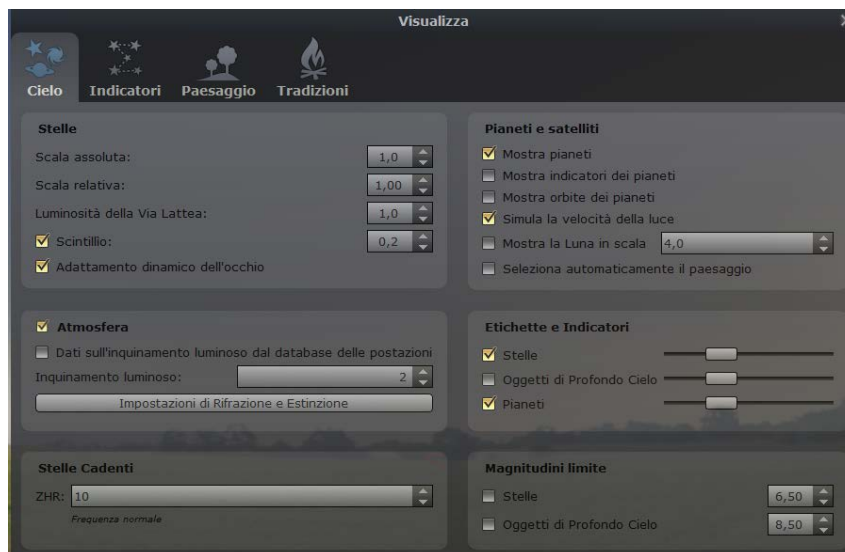 Visualizza
Cielo Indicatori Paesaggio Tradizioni
Stelle
Scala assoluta: 1,0
Scala relativa: 1,00
Luminosità della Via Lattea: 1,0
Scintillio: 0,2
Adattamento dinamico dell'occhio
Pianeti e satelliti
Mostra pianeti
Mostra indicatori dei pianeti
Mostra orbite dei pianeti
Simula la velocità della luce
Mostra la Luna in scala 4,0
Seleziona automaticamente il paesaggio
Atmosfera
Dati sull'inquinamento luminoso dal database delle postazioni
Inquinamento luminoso: 2
Impostazioni di Rifrazione e Estinzione
Etichette e Indicatori
Stelle
Oggetti di Profondo Cielo
Pianeti
Stelle Cadenti
ZHR: 10
Frequenza normale
Magnitudini limite
Stelle 6,50
Oggetti di Profondo Cielo 8,50